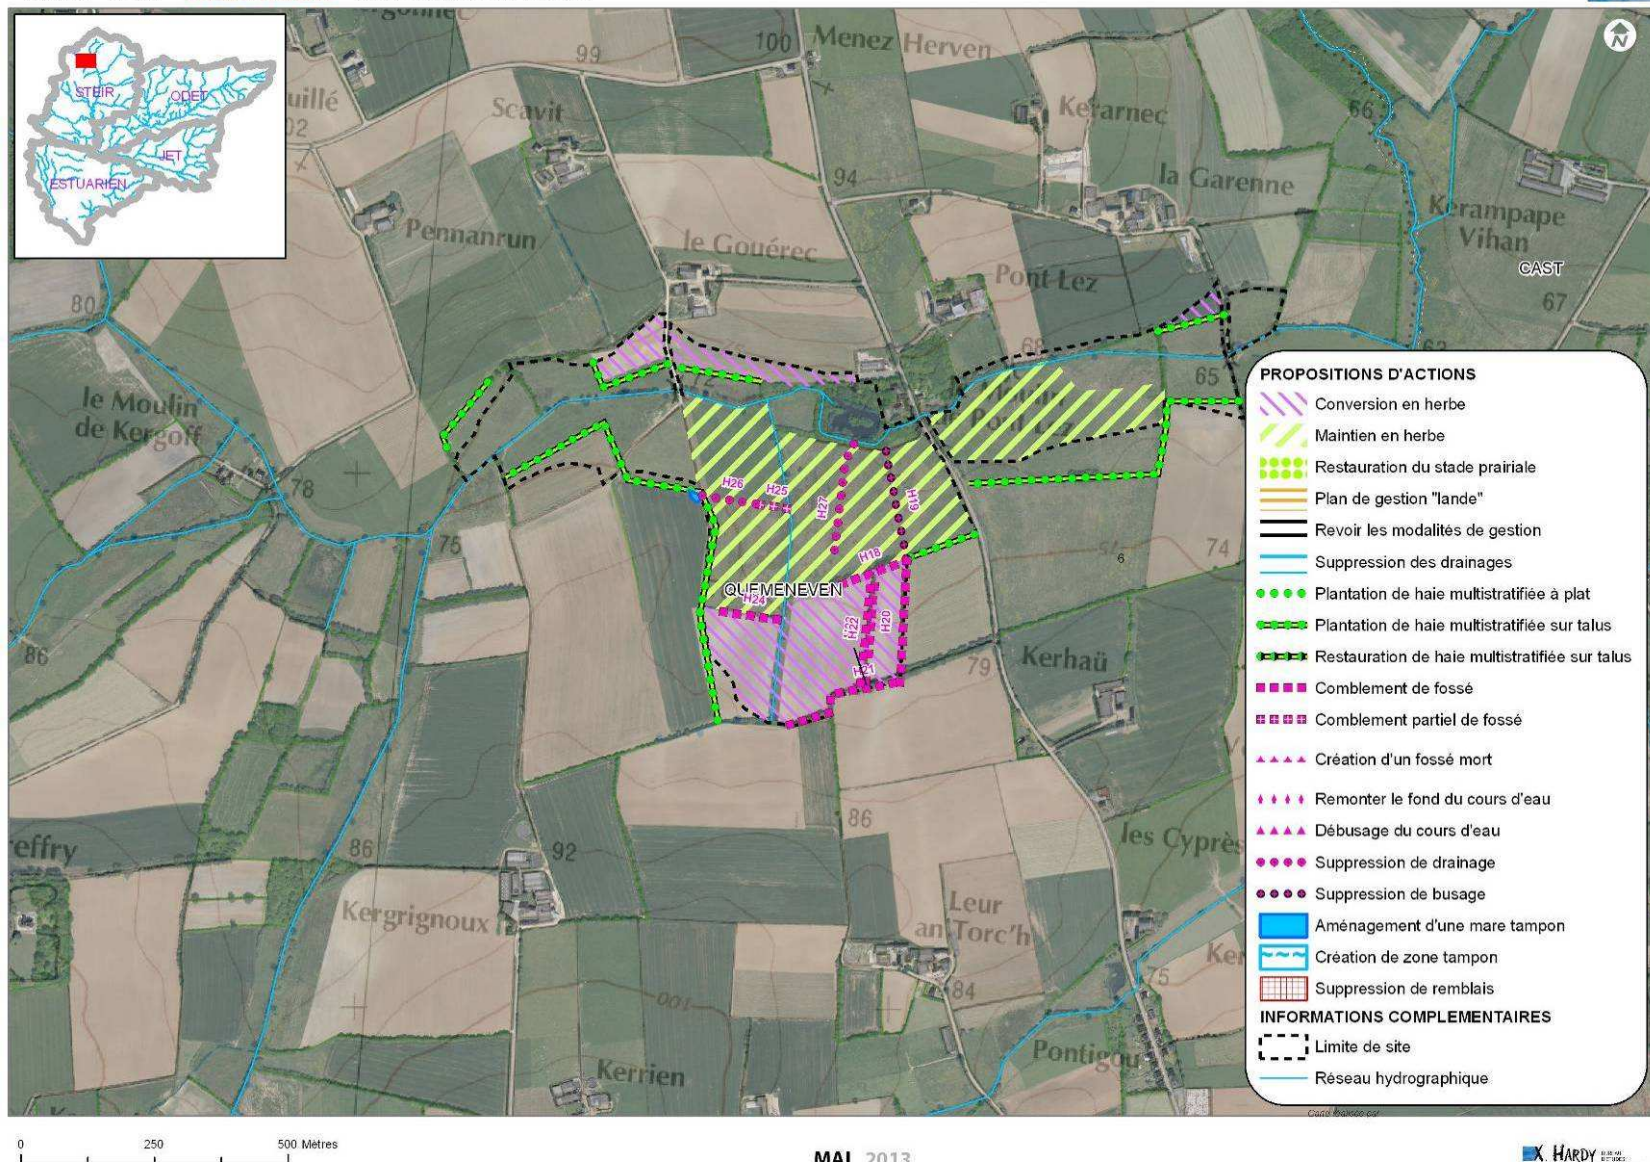 100
Menez Herven
99
STEIR
ODET
JET
ESTUARIEN
Scavit
Kerarnec
66
94
la Garenne
Kerampape
Vihan
CAST
67
Pennanrun
le Gouérec
Pont Lez
80
68
65
72
le Moulin
de Kergoff
78
75
74
79
86
H26
H25
H27
H19
H18
H24
H22
H20
H21
QUEMENEVEN
6
Kerhaü
86
86
92
les Cyprès
effry
Kergrignoux
Leur
an Torc'h
84
75
Pontigou
Kerrien
PROPOSITIONS D'ACTIONS
Conversion en herbe
Maintien en herbe
Restauration du stade prairiale
Plan de gestion "lande"
Revoir les modalités de gestion
Suppression des drainages
Plantation de haie multistratifiée à plat
Plantation de haie multistratifiée sur talus
Restauration de haie multistratifiée sur talus
Comblement de fossé
Comblement partiel de fossé
Création d'un fossé mort
Remonter le fond du cours d'eau
Débusage du cours d'eau
Suppression de drainage
Suppression de busage
Aménagement d'une mare tampon
Création de zone tampon
Suppression de remblais
INFORMATIONS COMPLEMENTAIRES
Limite de site
Réseau hydrographique
0 250 500 Mètres
MAI 2013
X. HARDY